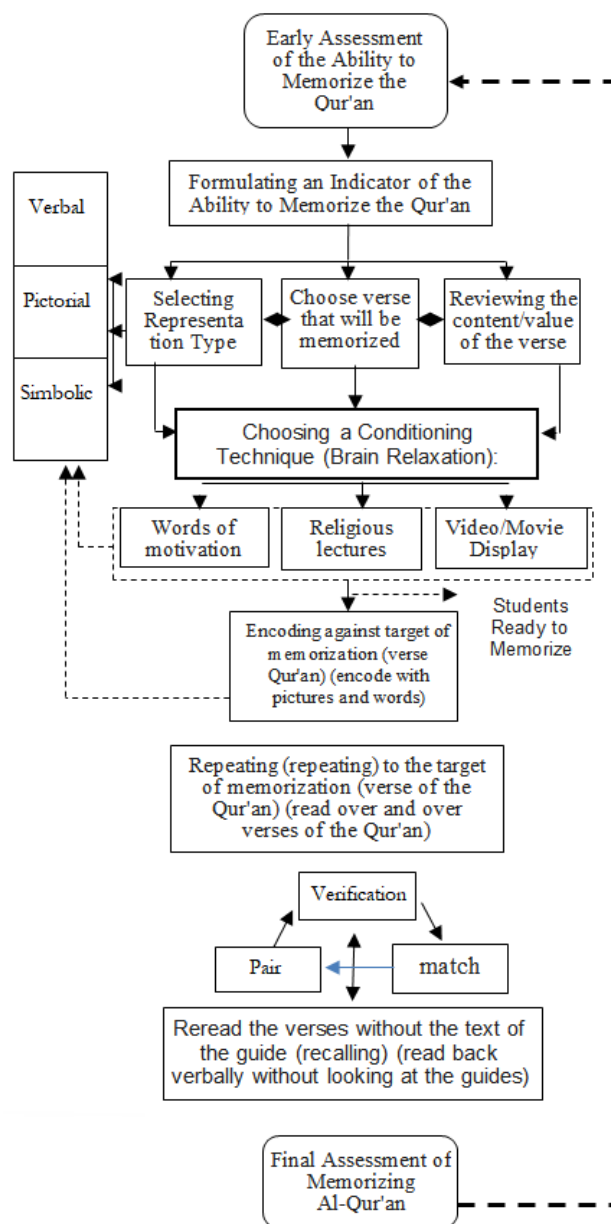 Early Assessment
of the Ability to
Memorize the
Qur'an
Formulating an Indicator of the
Ability to Memorize the Qur'an
Verbal
Pictorial
Simbolic
Selecting
Representa
tion Type
Choose verse
that will be
memorized
Reviewing the
content/value
of the verse
Choosing a Conditioning
Technique (Brain Relaxation):
Words of
motivation
Religious
lectures
Video/Movie
Display
Students
Ready to
Memorize
Encoding against target of
memorization (verse
Qur'an) (encode with
pictures and words)
Repeating (repeating) to the target
of memorization (verse of the
Qur'an) (read over and over
verses of the Qur'an)
Verification
Pair
match
Reread the verses without the text of
the guide (recalling) (read back
verbally without looking at the guides)
Final Assessment of
Memorizing
Al-Qur'an